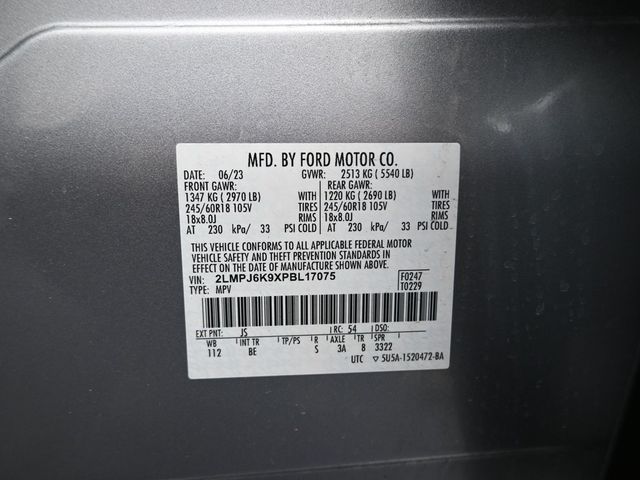 MFD. BY FORD MOTOR CO.
DATE: 06/23 GVWR: 2513 KG ( 5540 LB)
FRONT GAWR: REAR GAWR:
1347 KG ( 2970 LB) WITH 1220 KG ( 2690 LB) WITH
245/60R18 105V TIRES 245/60R18 105V TIRES
18x8.0J RIMS 18x8.0J RIMS
AT 230 kPa/ 33 PSI COLD AT 230 kPa/ 33 PSI COLD
THIS VEHICLE CONFORMS TO ALL APPLICABLE FEDERAL MOTOR
VEHICLE SAFETY AND THEFT PREVENTION STANDARDS IN
EFFECT ON THE DATE OF MANUFACTURE SHOWN ABOVE.
VIN: 2LMPJ6K9XPBL17075 F0247
TYPE: MPV T0229
EXT PNT: JS RC: 54 DSO:
WB INT TR TP/PS R AXLE TR SPR
112 BE S 3A 8 3322
UTC ▽ 5U5A-1520472-BA